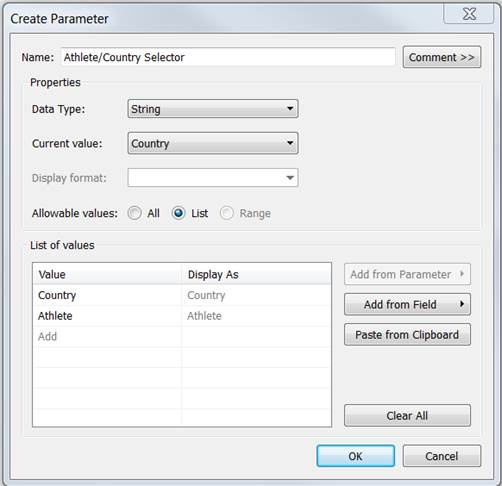 Create Parameter
Name: Athlete/Country Selector Comment >>
Properties
Data Type: String
Current value: Country
Display format:
Allowable values: All List Range
List of values
Value Display As
Country Country
Athlete Athlete
Add
Add from Parameter
Add from Field
Paste from Clipboard
Clear All
OK Cancel